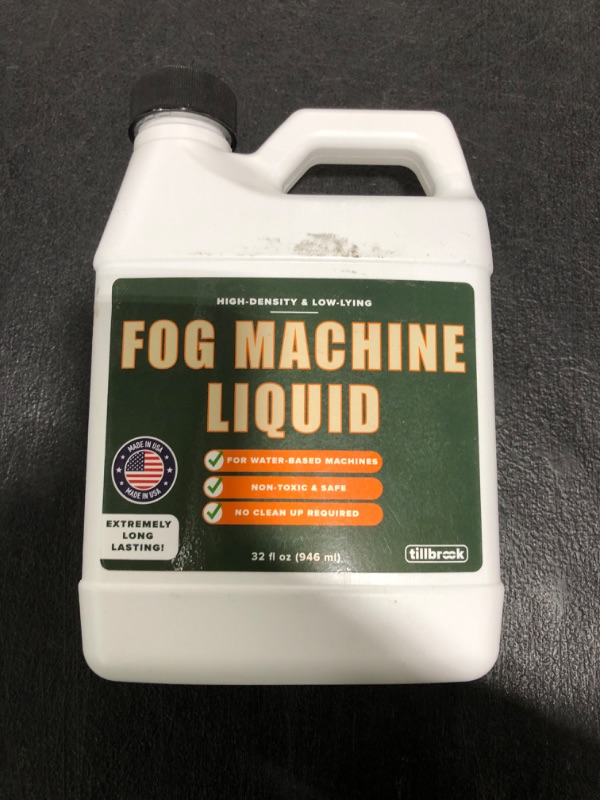 HIGH-DENSITY & LOW-LYING
FOG MACHINE
LIQUID
MADE IN USA
MADE IN USA
FOR WATER-BASED MACHINES
NON-TOXIC & SAFE
NO CLEAN UP REQUIRED
EXTREMELY
LONG
LASTING!
32 fl oz (946 ml)
tillbrook